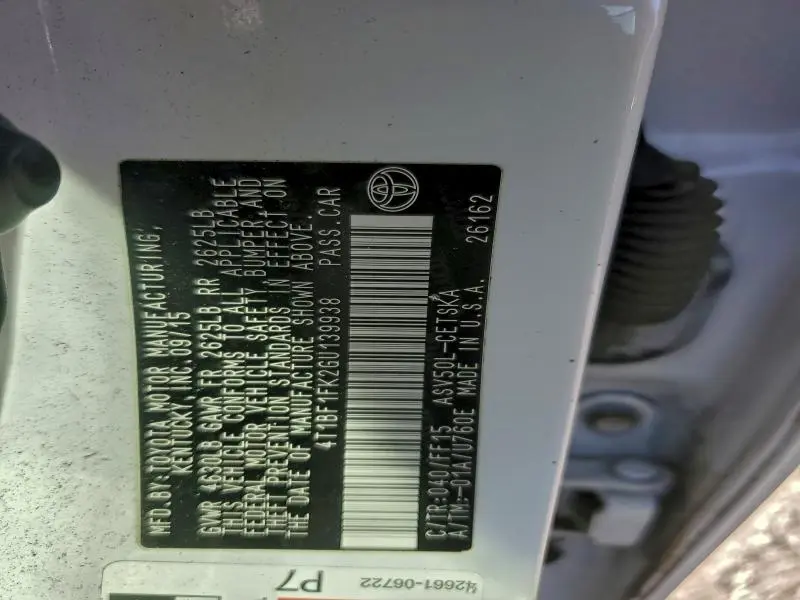 MFD.BY:TOYOTA MOTOR MANUFACTURING,
KENTUCKY, INC.09/15
GVWR 4630LB GAWR FR 2625LB RR 2625LB
THIS VEHICLE CONFORMS TO ALL APPLICABLE
FEDERAL MOTOR VEHICLE SAFETY BUMPER, AND
THEFT PREVENTION STANDARDS IN EFFECT ON
THE DATE OF MANUFACTURE SHOWN ABOVE.
4T1BF1FK2GU139938 PASS.CAR
C/TR:040/FF15 ASV50L-CETSKA
A/TM:-01A/U760E MADE IN U.S.A. 26162
P7
42661-06722